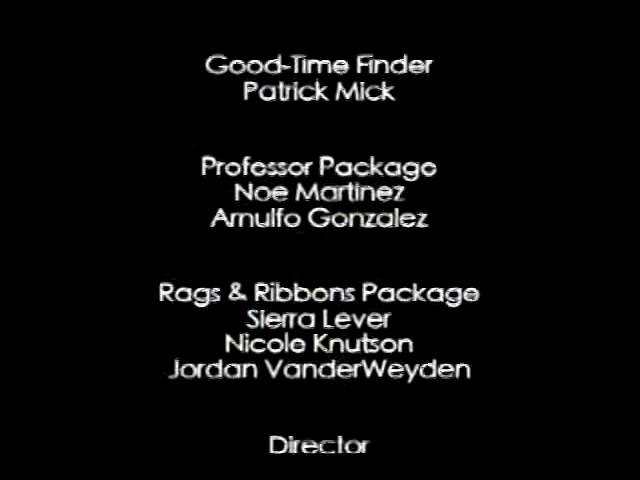 Good-Time Finder
Patrick Mick
Professor Package
Noe Martinez
Arnulfo Gonzalez
Rags & Ribbons Package
Sierra Lever
Nicole Knutson
Jordan VanderWeyden
Director